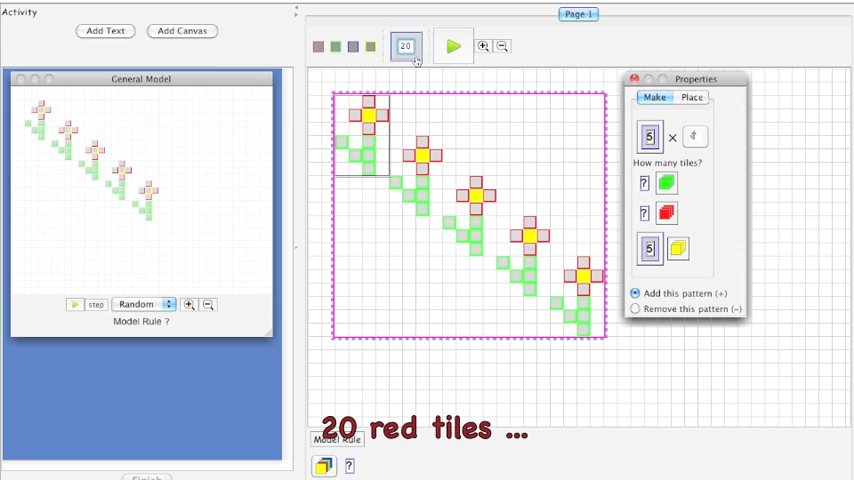 Activity
Page 1
Add Text
Add Canvas
20
General Model
Properties
Make
Place
5
×
How many tiles?
?
?
5
Add this pattern (+)
Remove this pattern (−)
step
Random
Model Rule ?
20 red tiles ...
Model Rule
?
Finish